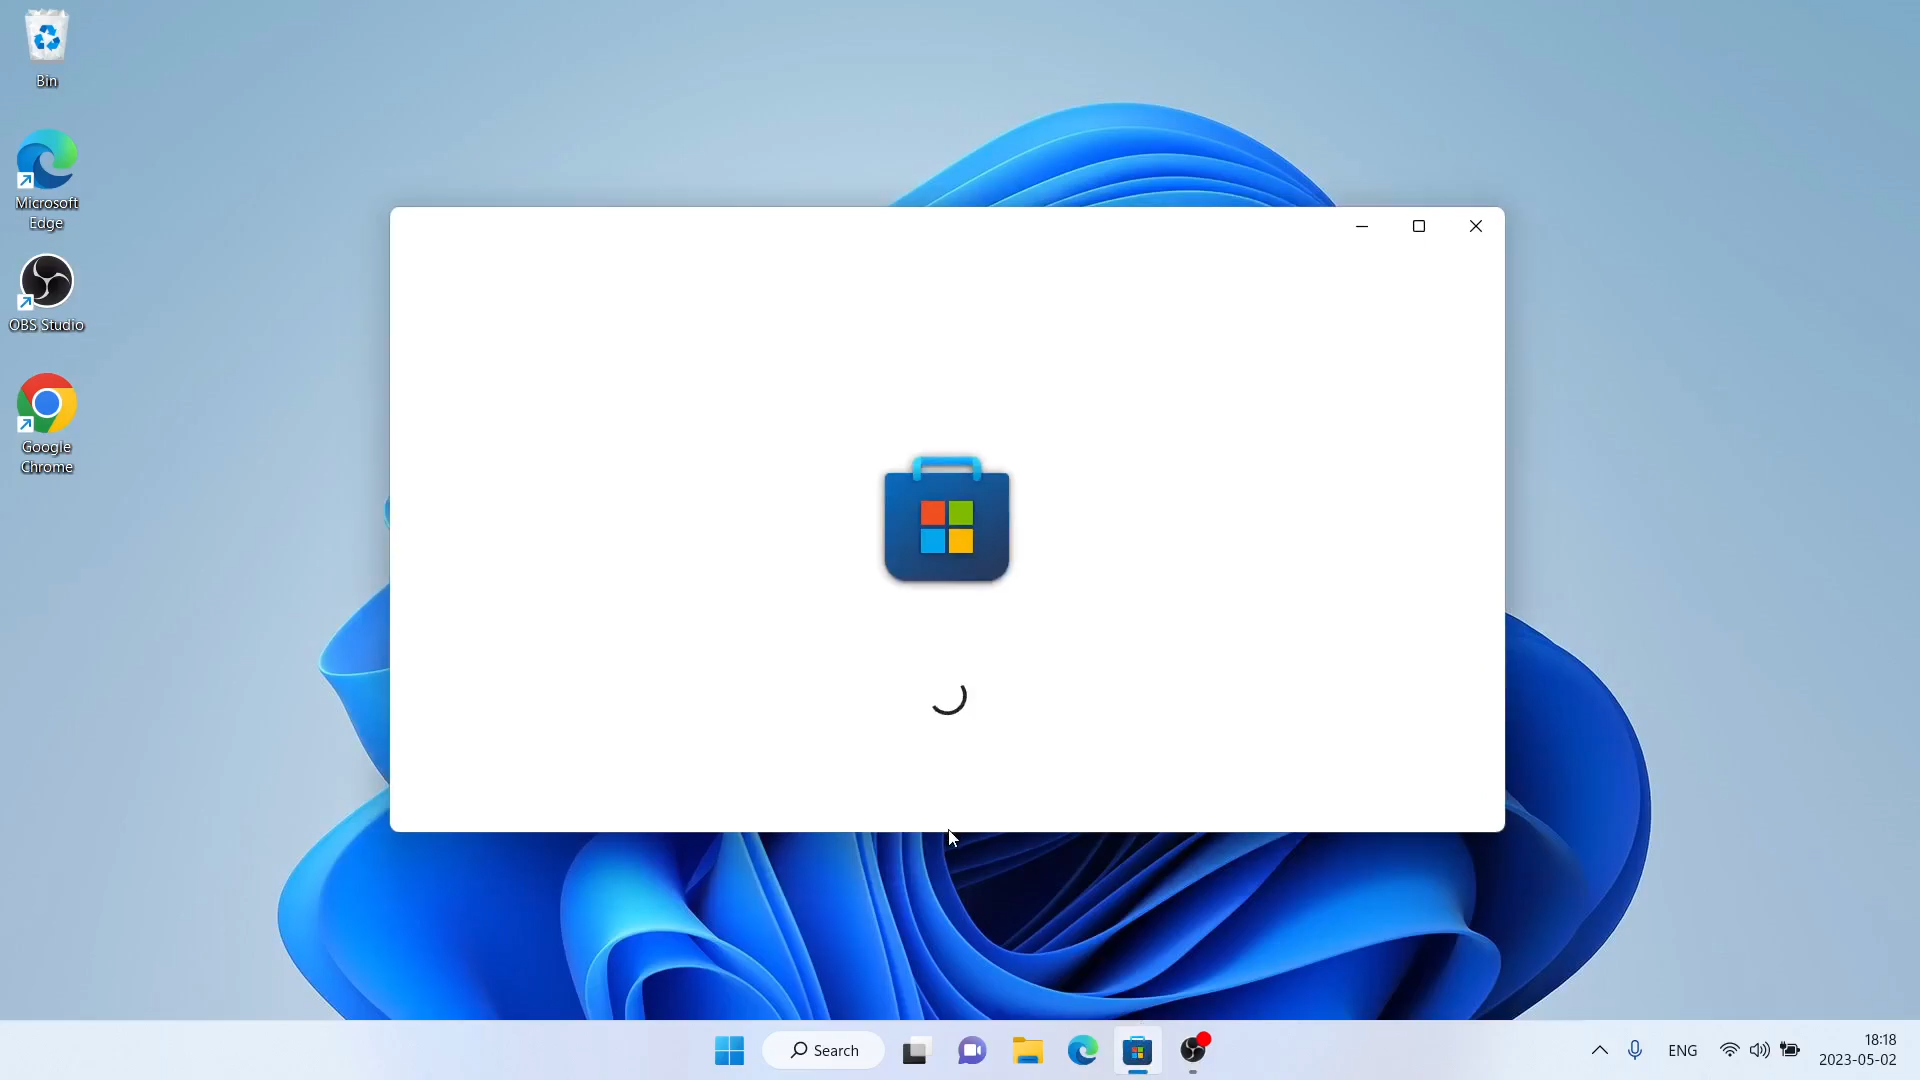 Bin
Microsoft
Edge
OBS Studio
Google
Chrome
Search
ENG
18:18
2023-05-02